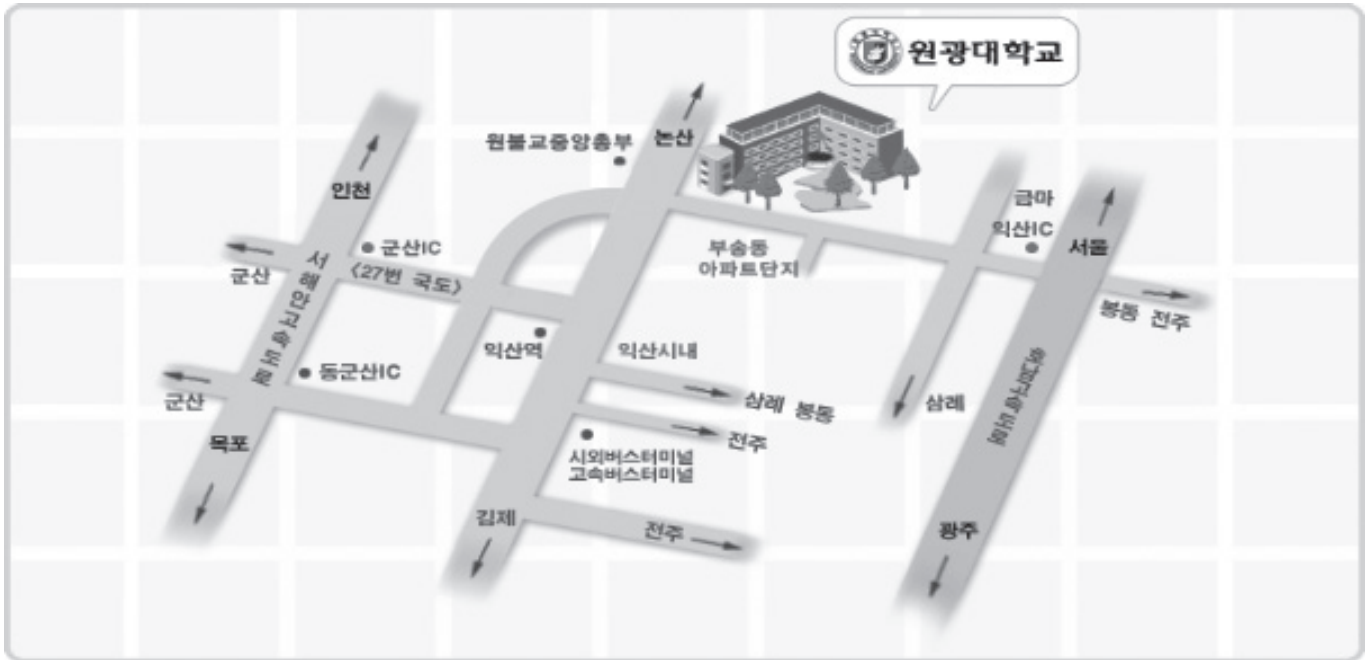 원광대학교
논산
원불교중앙총부
인천
금마
익산IC
서울
군산IC
군산
〈27번 국도〉
부송동
아파트단지
서해안고속도로
봉동 전주
익산역
익산시내
동군산IC
군산
삼례 봉동
삼례
호남고속도로
목포
전주
시외버스터미널
고속버스터미널
김제
전주
광주